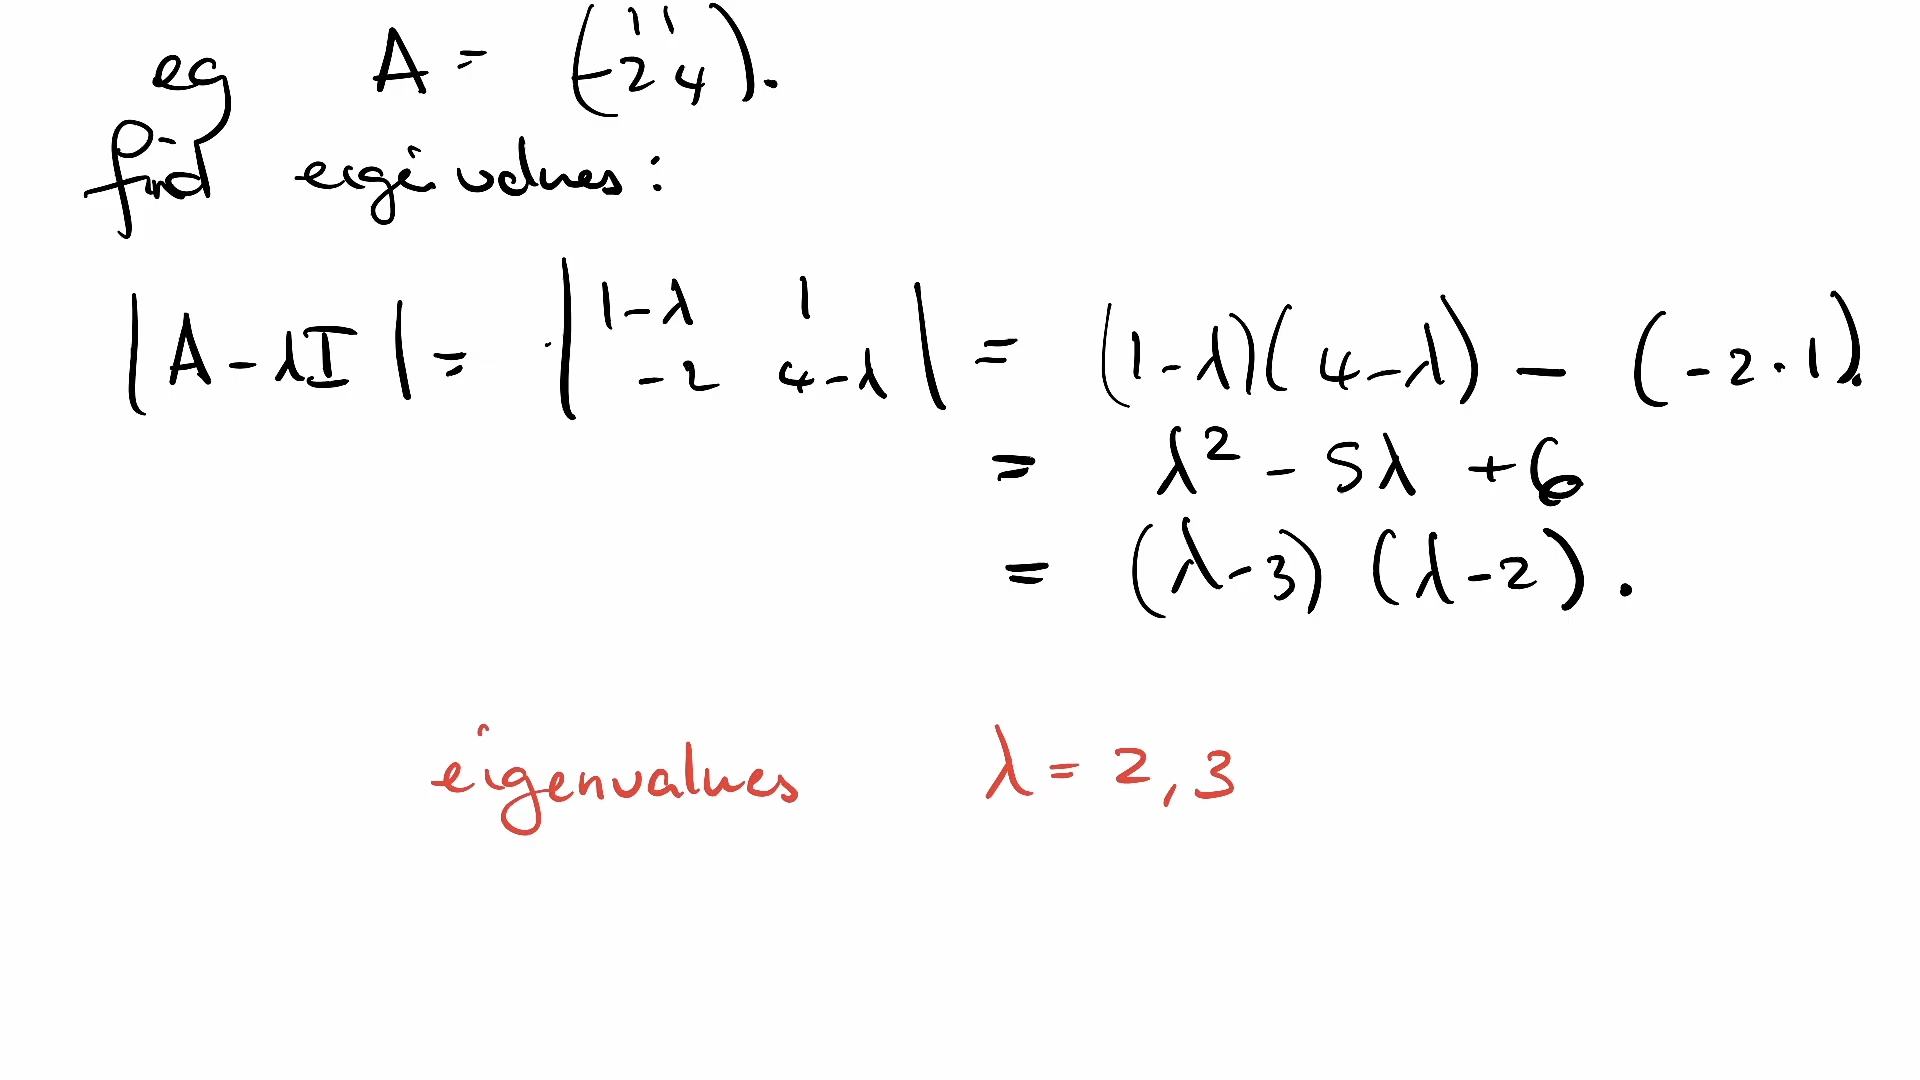 eg A = ( 1 1
-2 4 ).
find eigevalues:
|A - λI| = | 1-λ 1
-2 4-λ | = (1-λ)(4-λ) - (-2·1).
= λ² - 5λ + 6
= (λ-3) (λ-2).
eigenvalues λ = 2, 3